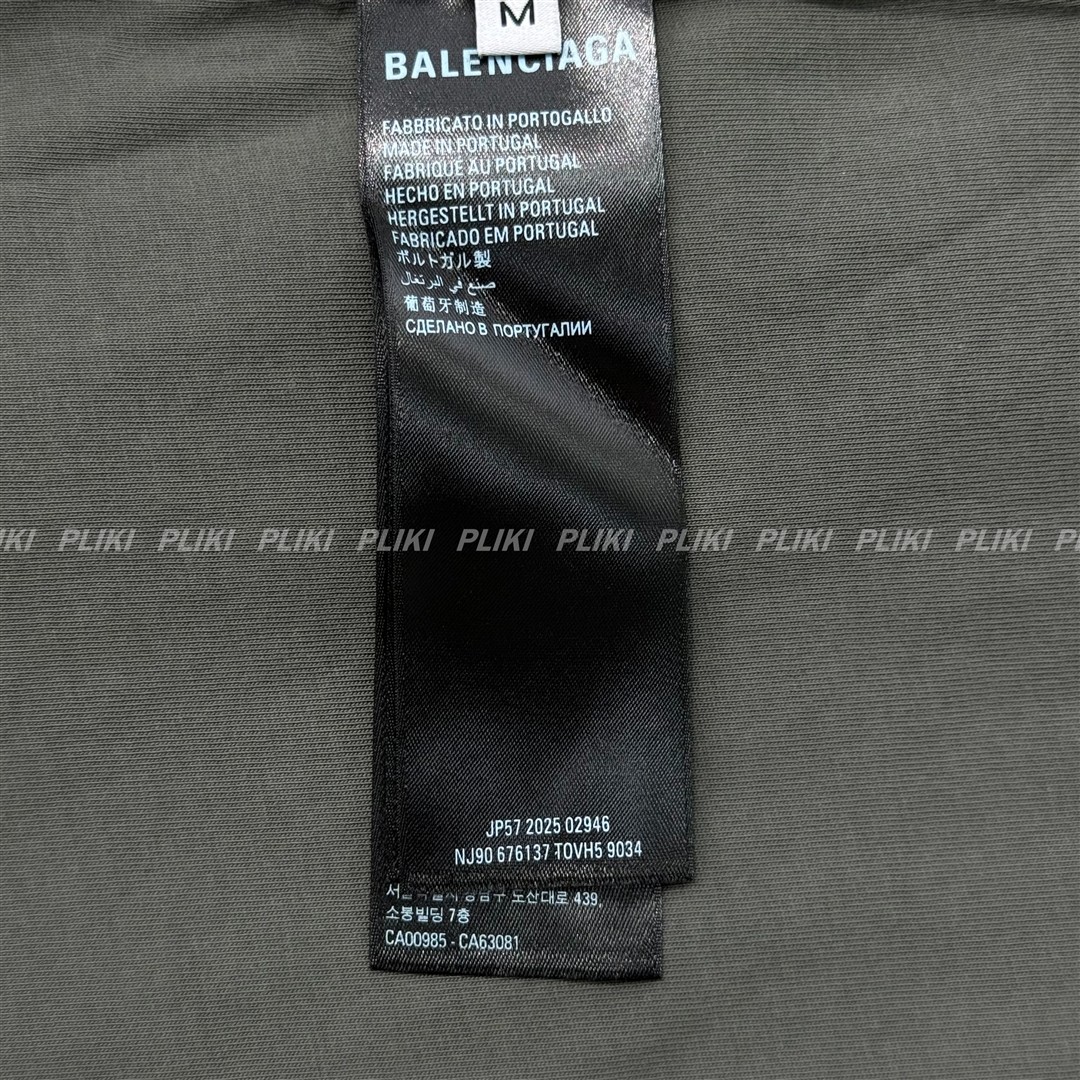 M
BALENCIAGA
FABBRICATO IN PORTOGALLO
MADE IN PORTUGAL
FABRIQUÉ AU PORTUGAL
HECHO EN PORTUGAL
HERGESTELLT IN PORTUGAL
FABRICADO EM PORTUGAL
ポルトガル製
صنع في البرتغال
葡萄牙制造
СДЕЛАНО В ПОРТУГАЛИИ
PLIKI PLIKI PLIKI PLIKI PLIKI PLIKI PLIKI PLIKI PLIKI PLIKI
JP57 2025 02946
NJ90 676137 TOVH5 9034
도산대로 439,
소봉빌딩 7층
CA00985 - CA63081